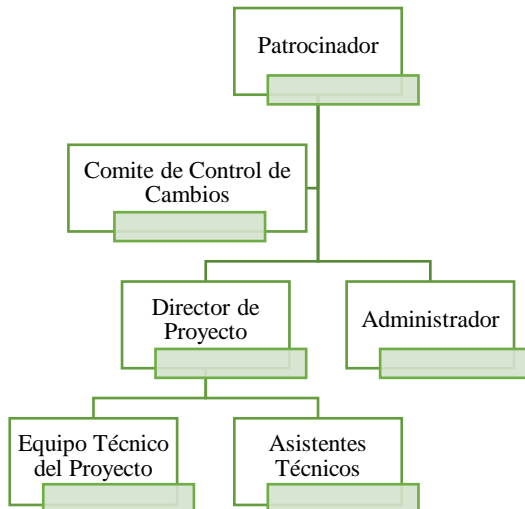 Patrocinador
Comite de Control de
Cambios
Director de
Proyecto
Administrador
Equipo Técnico
del Proyecto
Asistentes
Técnicos